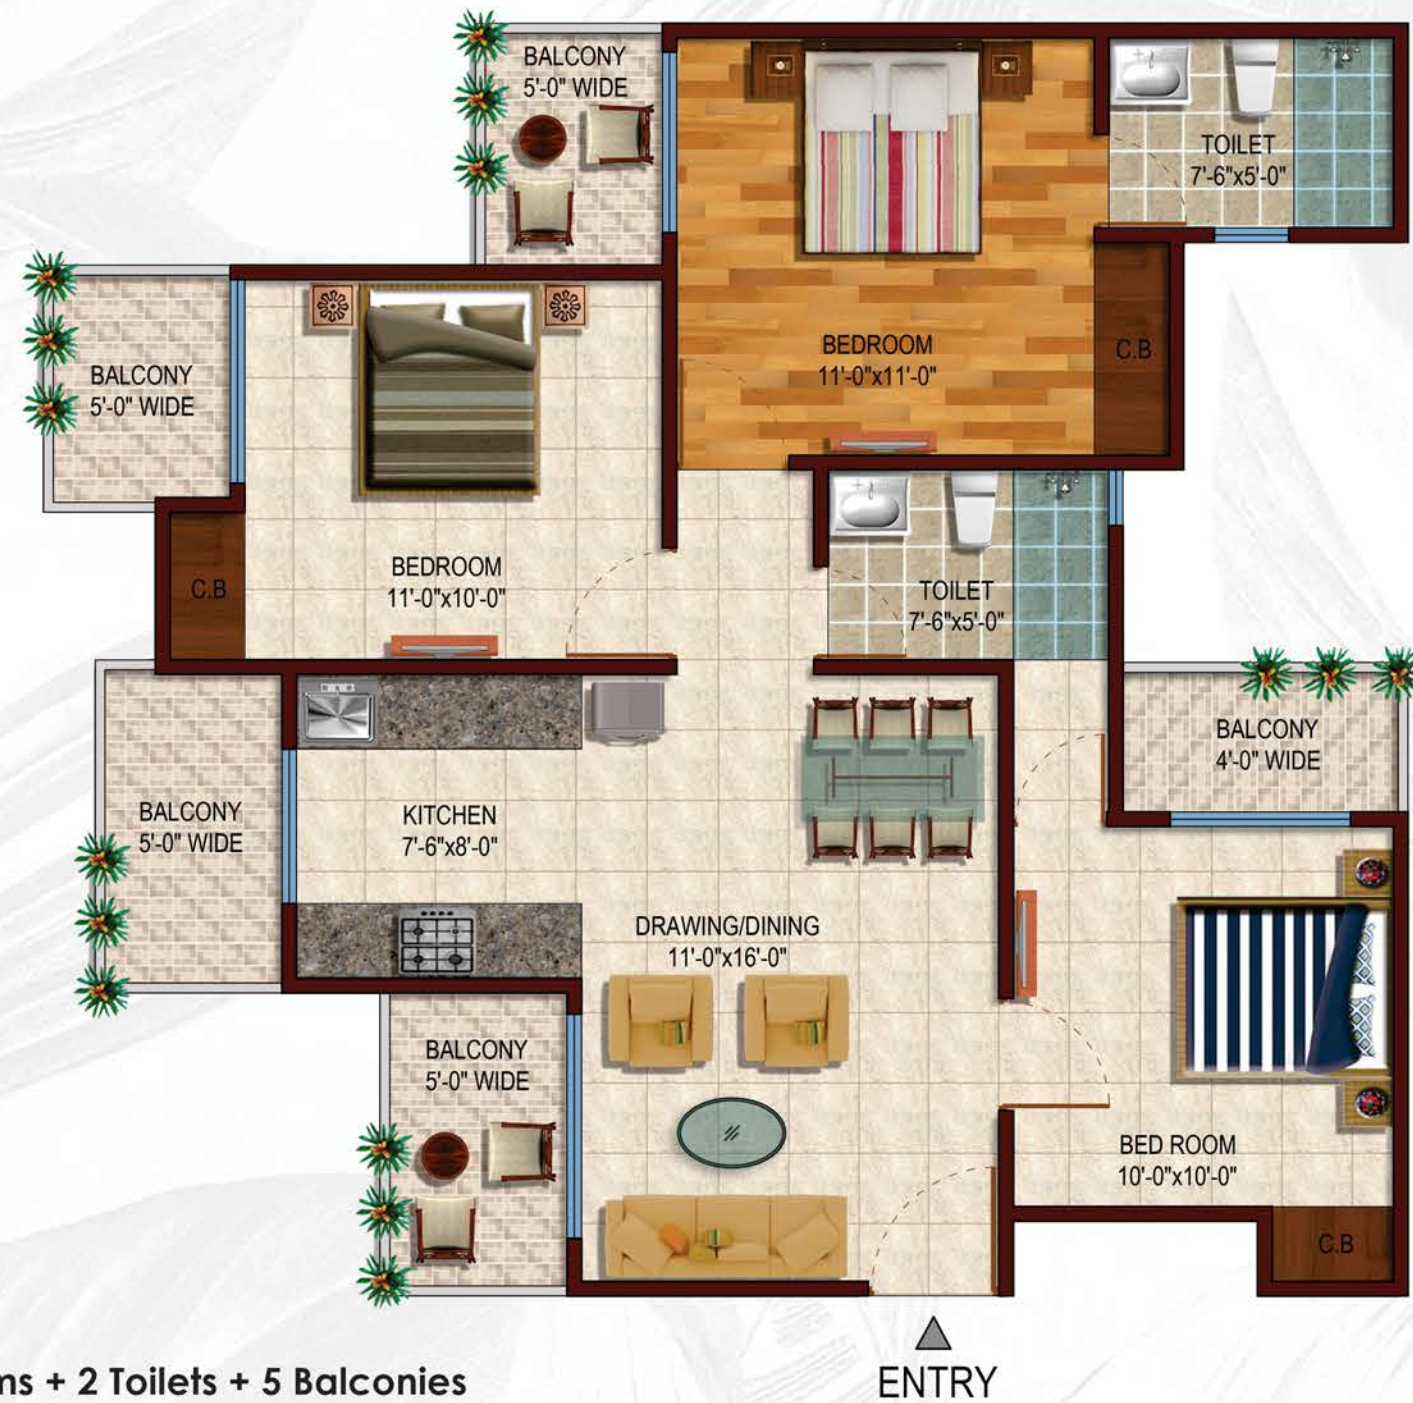 BALCONY
5'-0" WIDE
TOILET
7'-6"x5'-0"
BEDROOM
11'-0"x11'-0"
C.B
BALCONY
5'-0" WIDE
C.B
BEDROOM
11'-0"x10'-0"
TOILET
7'-6"x5'-0"
BALCONY
4'-0" WIDE
BALCONY
5'-0" WIDE
KITCHEN
7'-6"x8'-0"
DRAWING/DINING
11'-0"x16'-0"
BALCONY
5'-0" WIDE
BED ROOM
10'-0"x10'-0"
C.B
ENTRY
+ 2 Toilets + 5 Balconies